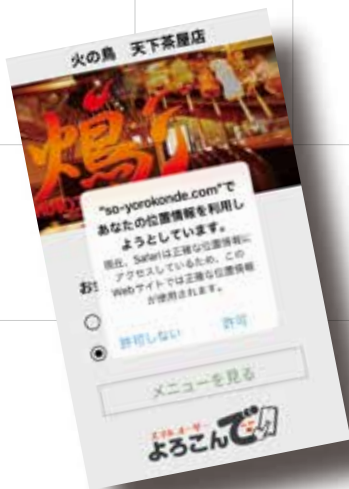 火の鳥　天下茶屋店
"so-yorokonde.com"で
あなたの位置情報を利用し
ようとしています。
現在、Safariは正確な位置情報に
アクセスしているため、この
Webサイトでは正確な位置情報
が使用されます。
お
許可しない　許可
メニューを見る
よろこんで